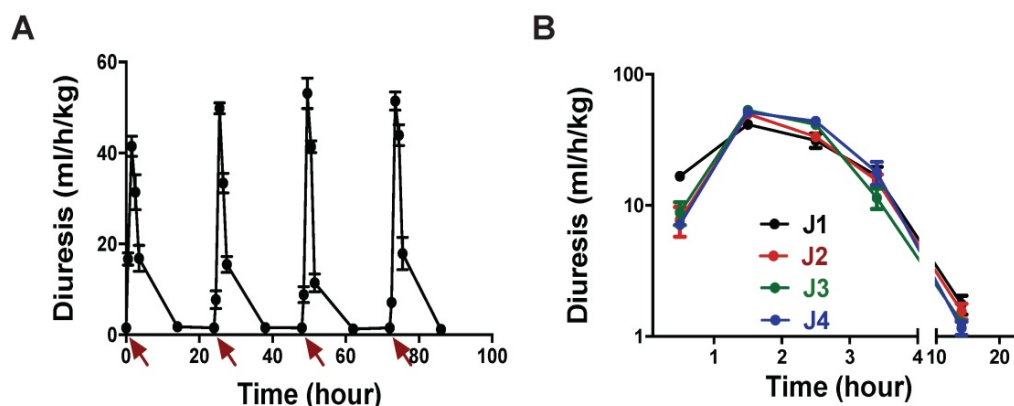 A
Diuresis (ml/h/kg)
60
40
20
0
0 20 40 60 80 100
Time (hour)
B
Diuresis (ml/h/kg)
100
10
1
J1
J2
J3
J4
1 2 3 4 10 20
Time (hour)